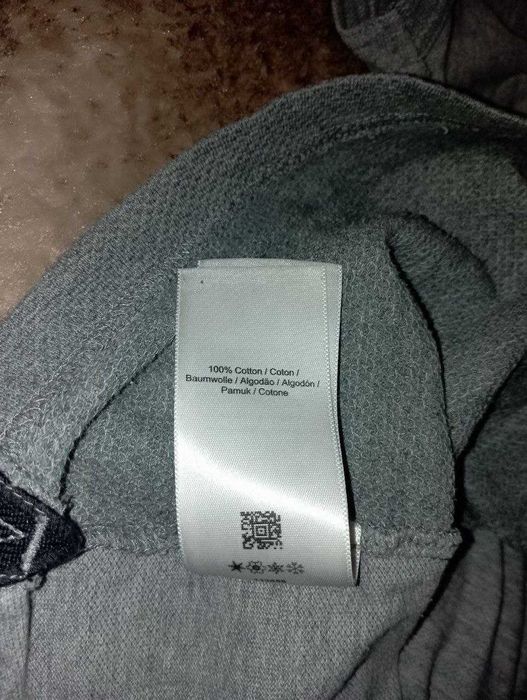 100% Cotton / Coton /
Baumwolle / Algodão / Algodón /
Pamuk / Cotone